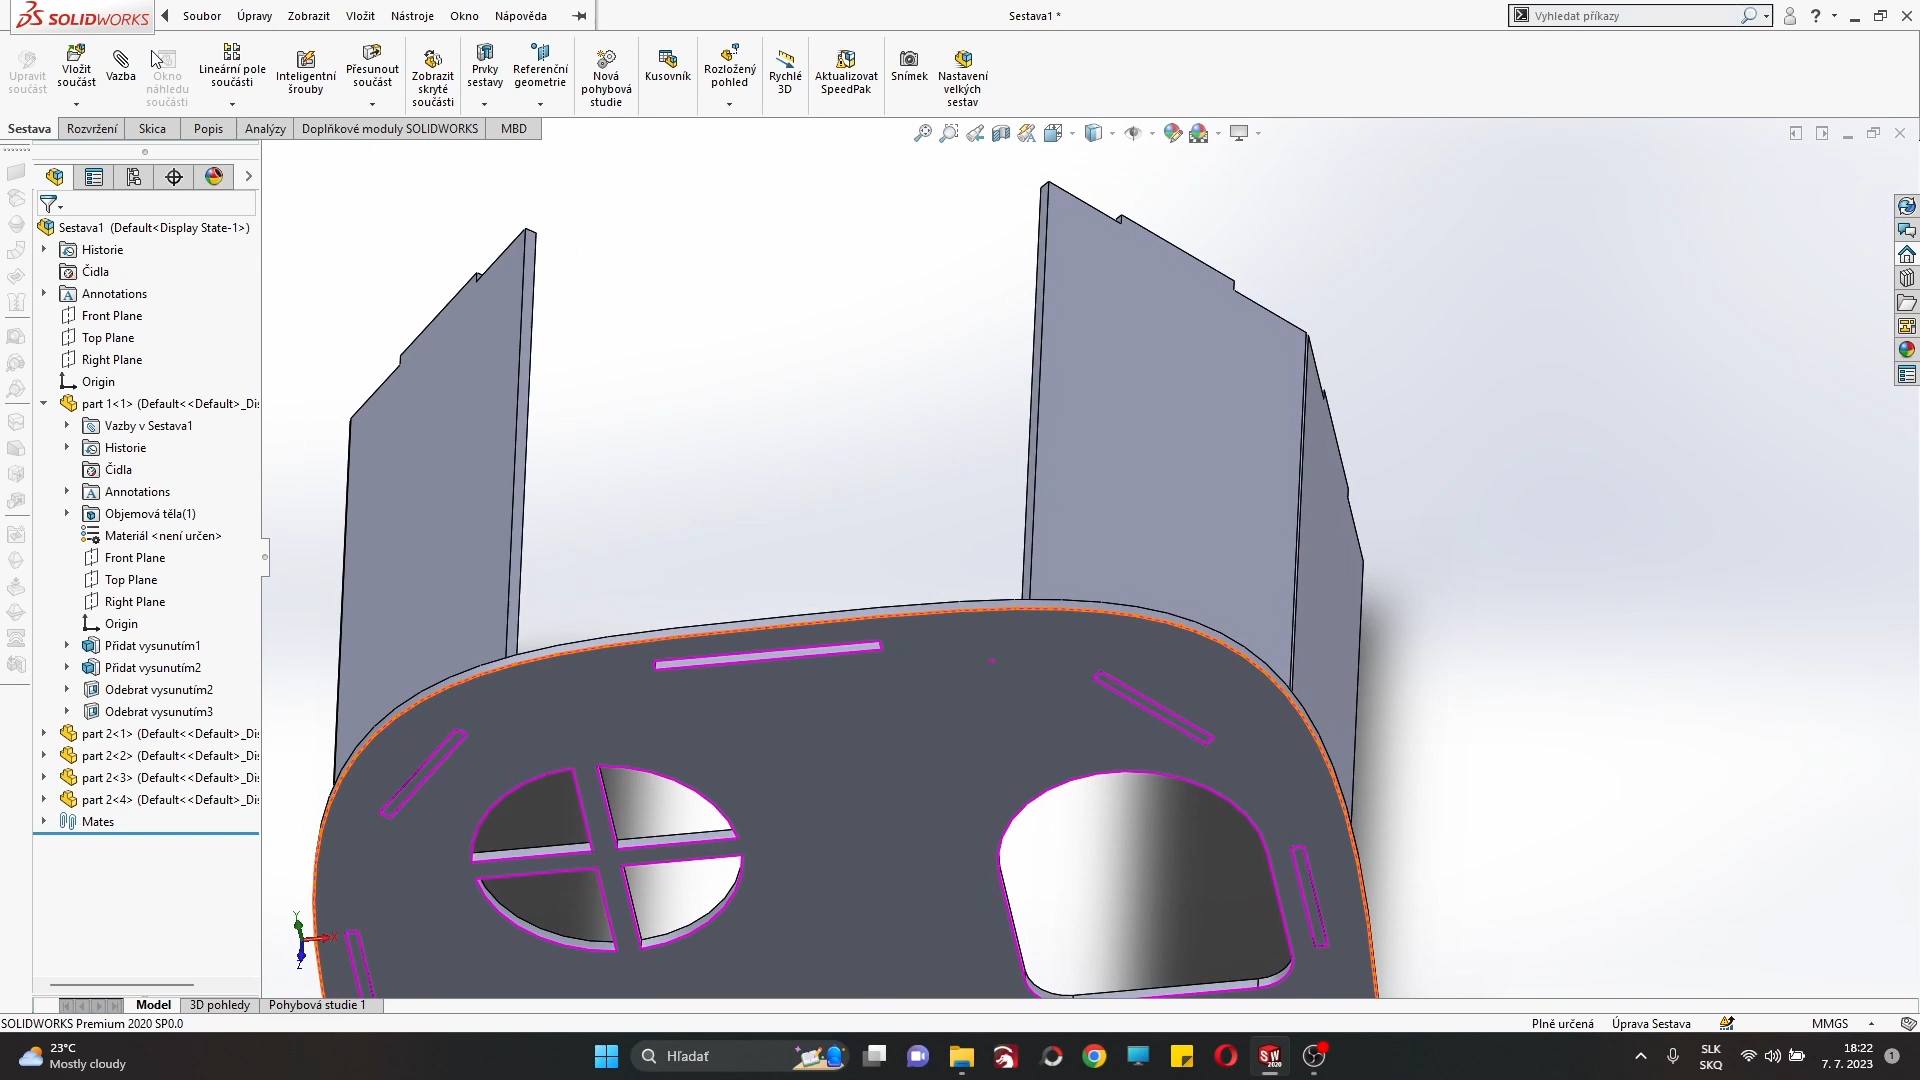 SOLIDWORKS
Soubor
Úpravy
Zobrazit
Vložit
Nástroje
Okno
Nápověda
Sestava1 *
Vyhledat příkazy
?
Upravit součást
Vložit součást
Vazba
Okno náhledu součásti
Lineární pole součásti
Inteligentní šrouby
Přesunout součást
Zobrazit skryté součásti
Prvky sestavy
Referenční geometrie
Nová pohybová studie
Kusovník
Rozložený pohled
Rychlé 3D
Aktualizovat SpeedPak
Snímek
Nastavení velkých sestav
Sestava
Rozvržení
Skica
Popis
Analýzy
Doplňkové moduly SOLIDWORKS
MBD
Sestava1 (Default<Display State-1>)
Historie
Čidla
Annotations
Front Plane
Top Plane
Right Plane
Origin
part 1<1> (Default<<Default>_Di
Vazby v Sestava1
Historie
Čidla
Annotations
Objemová těla(1)
Materiál <není určen>
Front Plane
Top Plane
Right Plane
Origin
Přidat vysunutím1
Přidat vysunutím2
Odebrat vysunutím2
Odebrat vysunutím3
part 2<1> (Default<<Default>_Di
part 2<2> (Default<<Default>_Di
part 2<3> (Default<<Default>_Di
part 2<4> (Default<<Default>_Di
Mates
Y
X
Z
Model
3D pohledy
Pohybová studie 1
SOLIDWORKS Premium 2020 SP0.0
Plně určená
Úprava Sestava
MMGS
23°C
Mostly cloudy
Hľadať
SW
2020
SLK
SKQ
18:22
7. 7. 2023
1